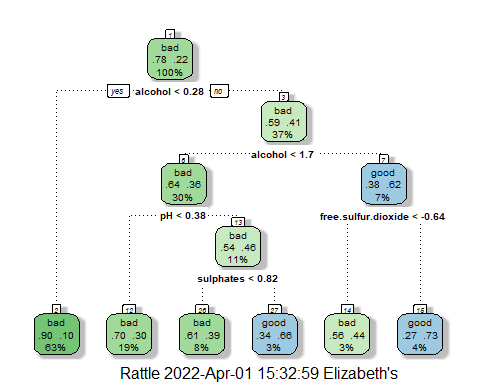 1
bad
.78 .22
100%
yes alcohol < 0.28 no
3
bad
.59 .41
37%
alcohol < 1.7
6
bad
.64 .36
30%
7
good
.38 .62
7%
pH < 0.38
free.sulfur.dioxide < -0.64
13
bad
.54 .46
11%
sulphates < 0.82
2
bad
.90 .10
63%
12
bad
.70 .30
19%
26
bad
.61 .39
8%
27
good
.34 .66
3%
14
bad
.56 .44
3%
15
good
.27 .73
4%
Rattle 2022-Apr-01 15:32:59 Elizabeth's